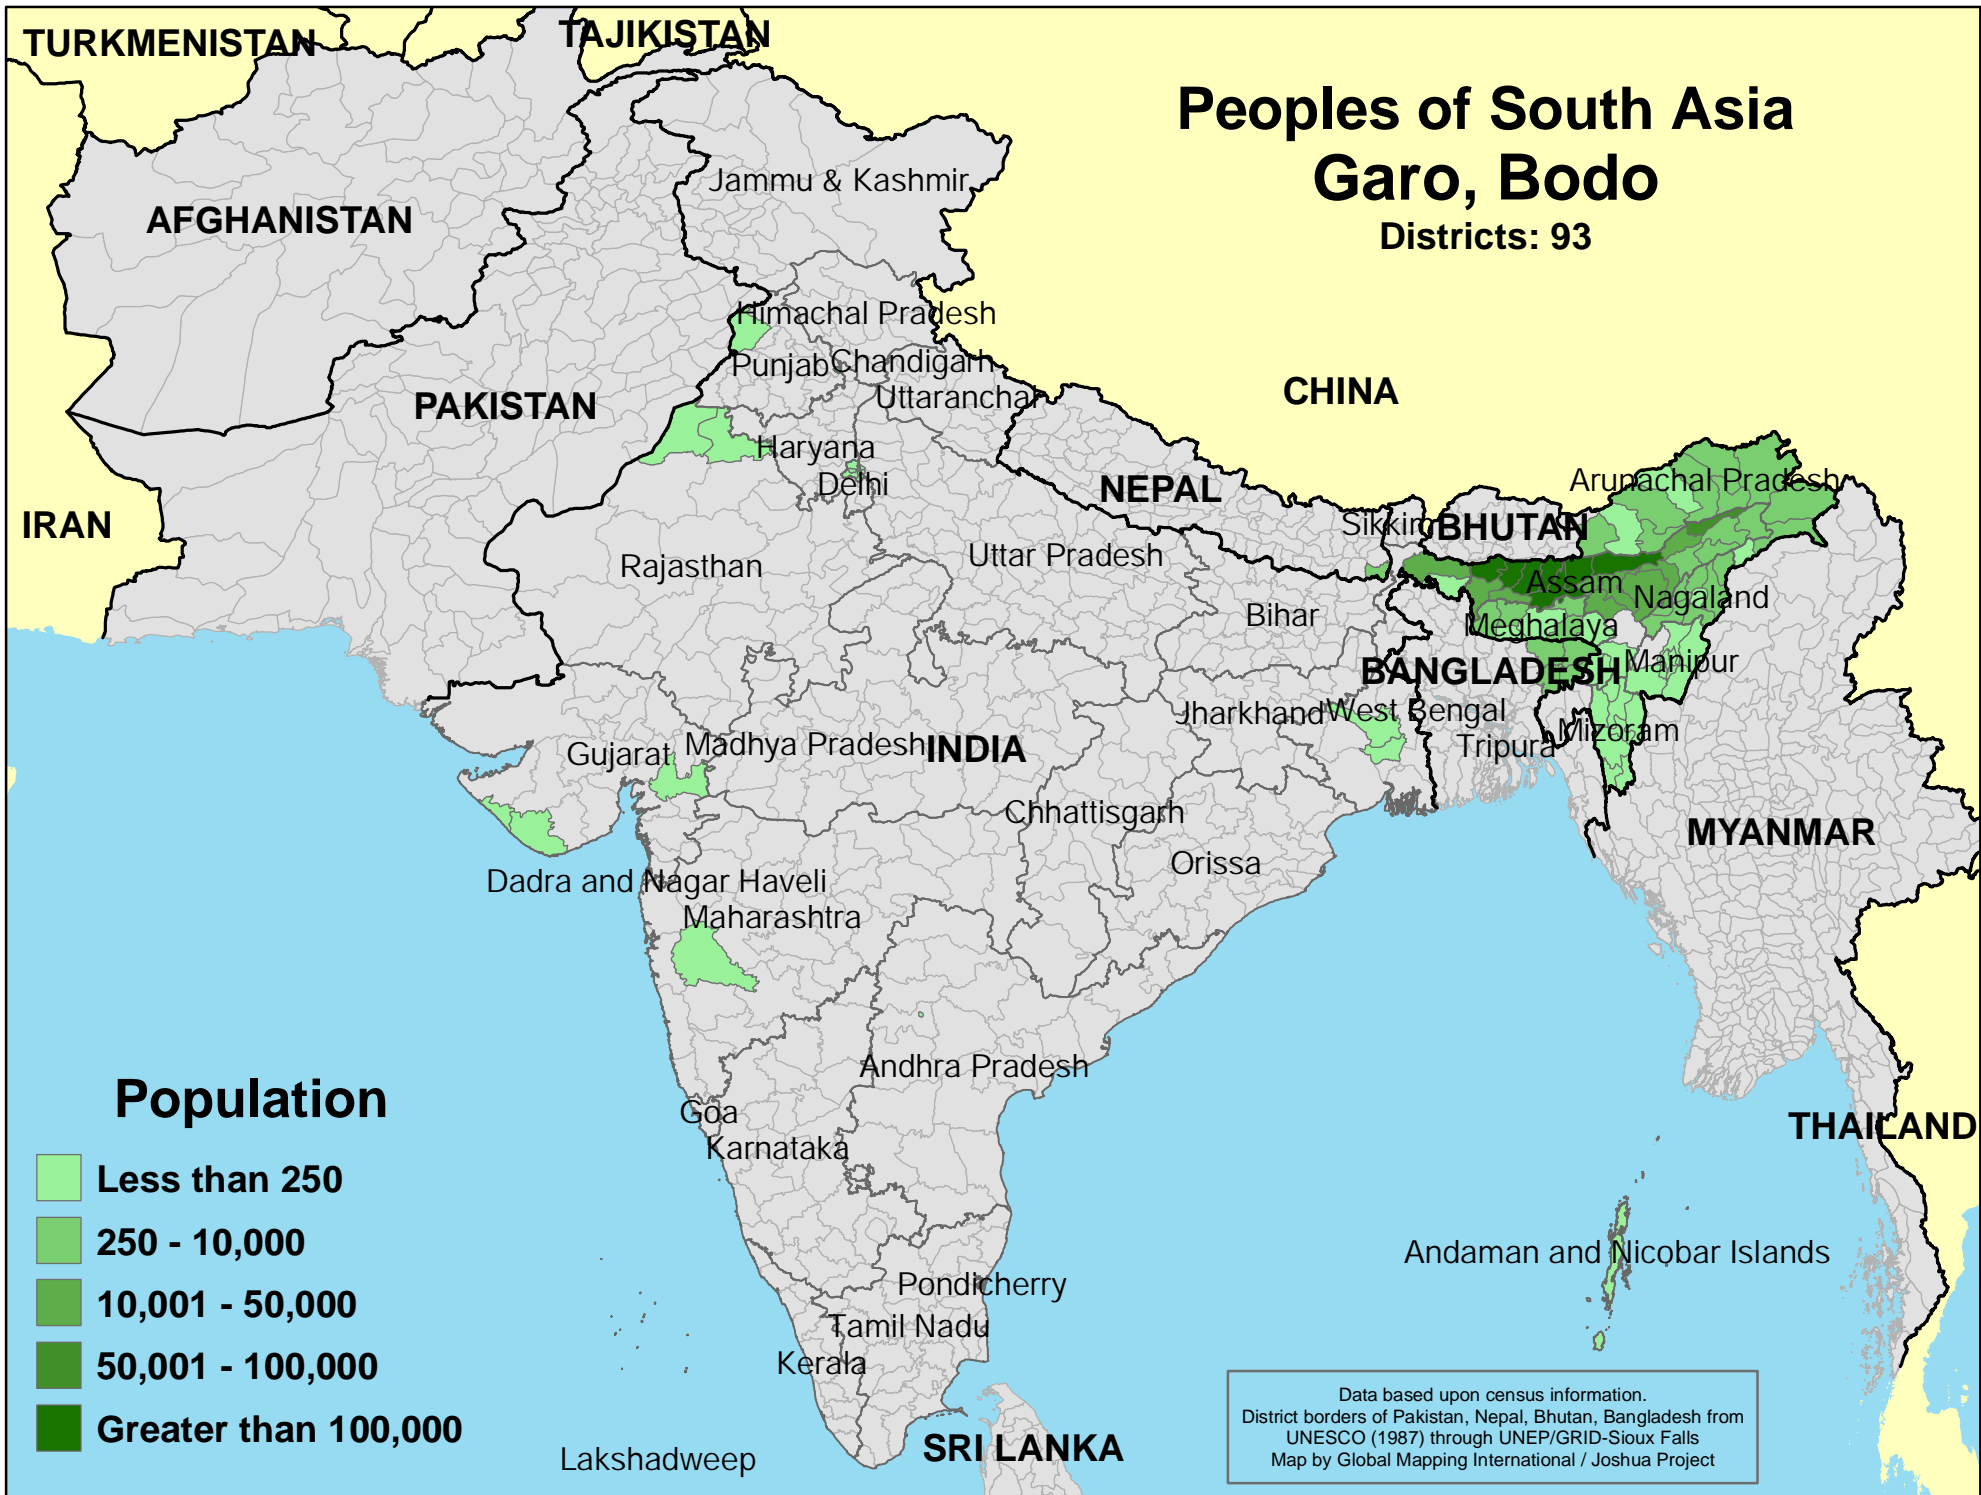 TURKMENISTAN
TAJIKISTAN
Peoples of South Asia
Garo, Bodo
Districts: 93
Jammu & Kashmir
AFGHANISTAN
Himachal Pradesh
Punjab
Chandigarh
Uttaranchal
CHINA
PAKISTAN
Haryana
Delhi
NEPAL
Arunachal Pradesh
IRAN
Sikkim
BHUTAN
Rajasthan
Uttar Pradesh
Assam
Nagaland
Bihar
Meghalaya
BANGLADESH
Manipur
Jharkhand
West Bengal
Gujarat
Madhya Pradesh
INDIA
Tripura
Mizoram
Chhattisgarh
MYANMAR
Orissa
Dadra and Nagar Haveli
Maharashtra
Andhra Pradesh
Population
Goa
Karnataka
THAILAND
Less than 250
250 - 10,000
10,001 - 50,000
50,001 - 100,000
Greater than 100,000
Andaman and Nicobar Islands
Pondicherry
Tamil Nadu
Kerala
Lakshadweep
SRI LANKA
Data based upon census information.
District borders of Pakistan, Nepal, Bhutan, Bangladesh from
UNESCO (1987) through UNEP/GRID-Sioux Falls
Map by Global Mapping International / Joshua Project